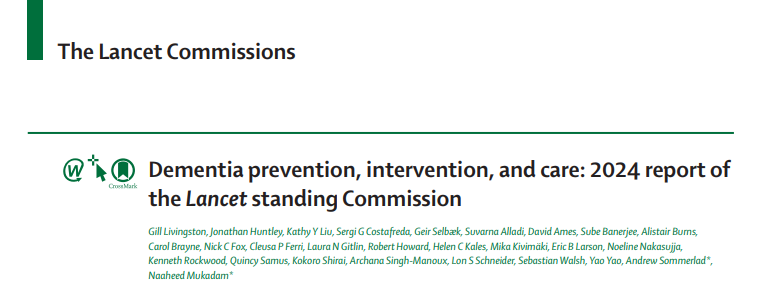 The Lancet Commissions
W
CrossMark
Dementia prevention, intervention, and care: 2024 report of
the Lancet standing Commission
Gill Livingston, Jonathan Huntley, Kathy Y Liu, Sergi G Costafreda, Geir Selbæk, Suvarna Alladi, David Ames, Sube Banerjee, Alistair Burns,
Carol Brayne, Nick C Fox, Cleusa P Ferri, Laura N Gitlin, Robert Howard, Helen C Kales, Mika Kivimäki, Eric B Larson, Noeline Nakasujja,
Kenneth Rockwood, Quincy Samus, Kokoro Shirai, Archana Singh-Manoux, Lon S Schneider, Sebastian Walsh, Yao Yao, Andrew Sommerlad*,
Naaheed Mukadam*